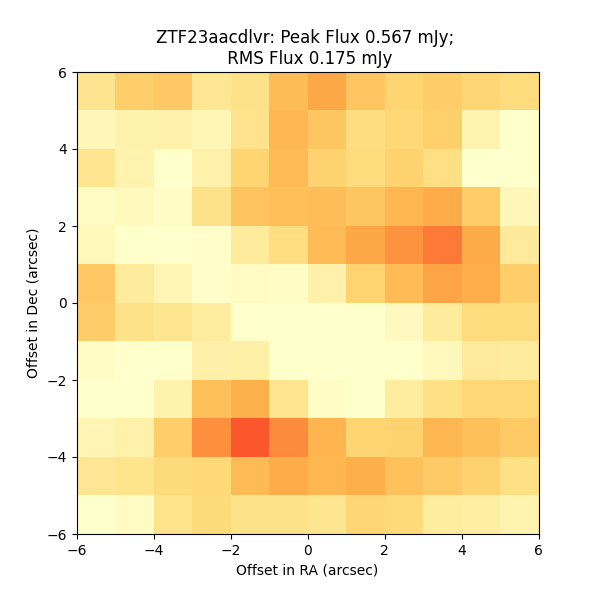 ZTF23aacdlvr: Peak Flux 0.567 mJy;
RMS Flux 0.175 mJy
6
4
2
0
−2
−4
−6
Offset in Dec (arcsec)
−6 −4 −2 0 2 4 6
Offset in RA (arcsec)